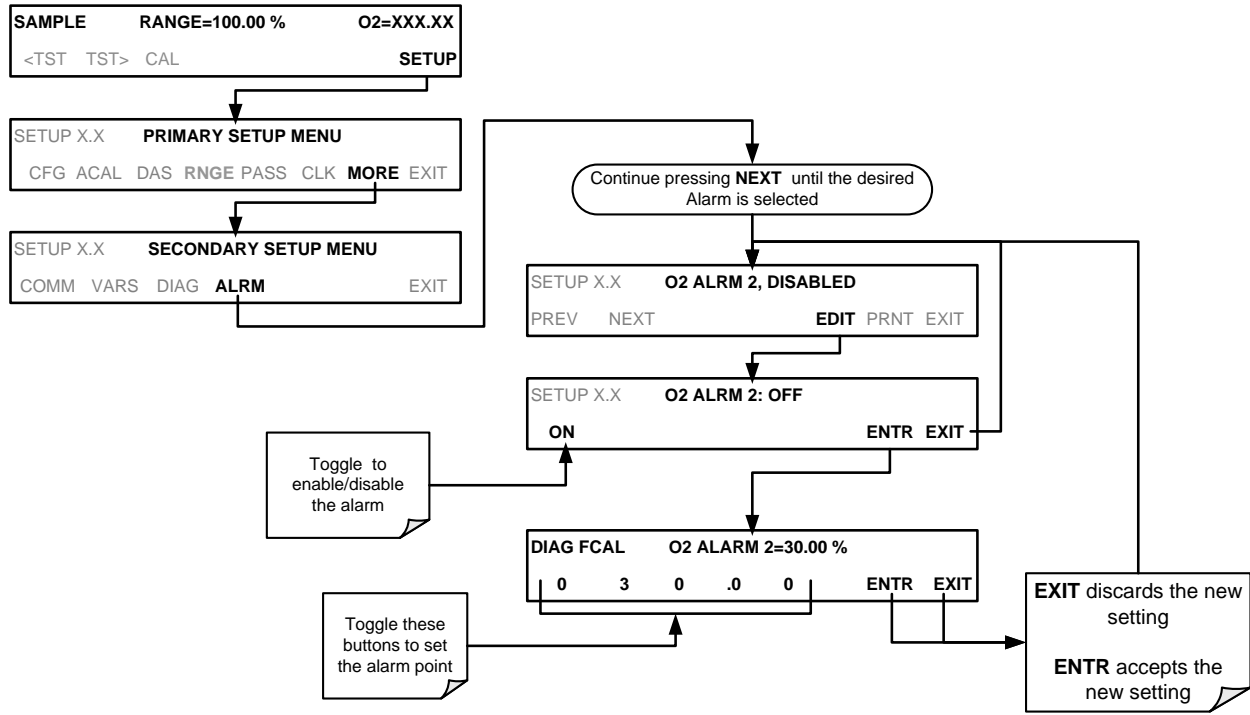 SAMPLE RANGE=100.00 % O2=XXX.XX
<TST TST> CAL SETUP
SETUP X.X PRIMARY SETUP MENU
CFG ACAL DAS RNGE PASS CLK MORE EXIT
SETUP X.X SECONDARY SETUP MENU
COMM VARS DIAG ALRM EXIT
Continue pressing NEXT until the desired
Alarm is selected
SETUP X.X O2 ALRM 2, DISABLED
PREV NEXT EDIT PRNT EXIT
SETUP X.X O2 ALRM 2: OFF
ON ENTR EXIT
Toggle to
enable/disable
the alarm
DIAG FCAL O2 ALARM 2=30.00 %
0 3 0 .0 0 ENTR EXIT
Toggle these
buttons to set
the alarm point
EXIT discards the new
setting
ENTR accepts the
new setting